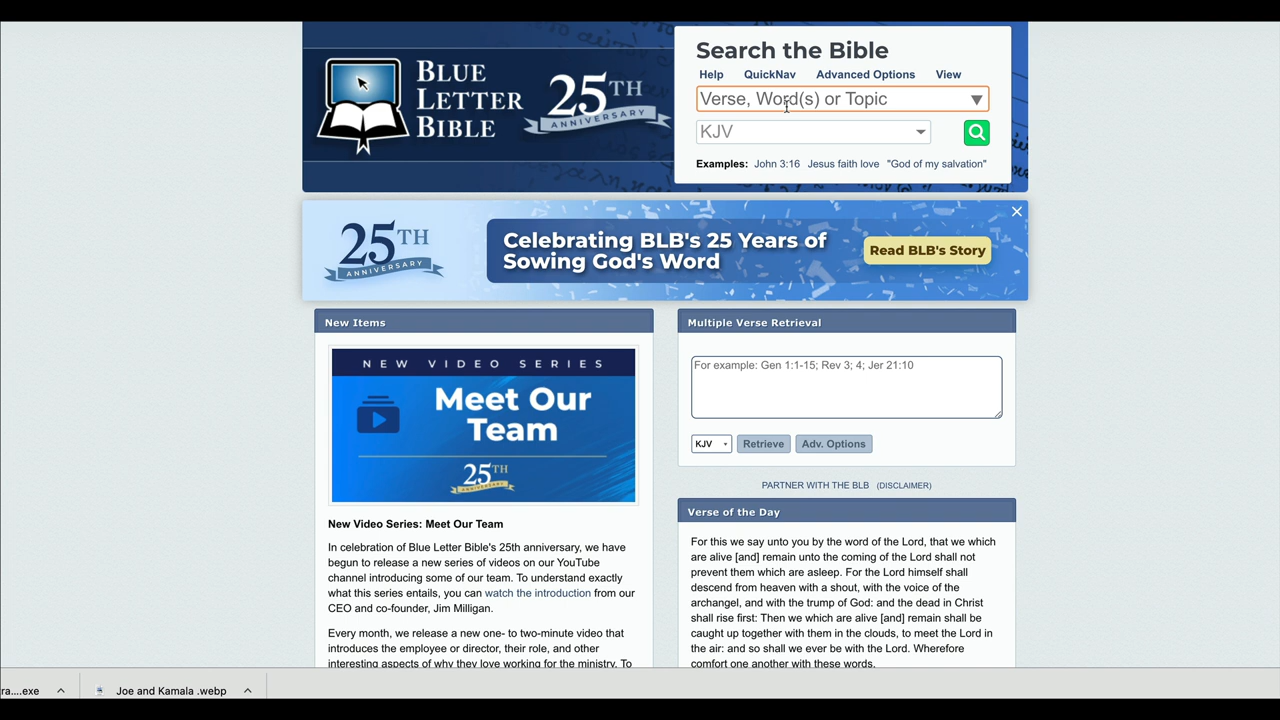 BLUE
LETTER
BIBLE
25TH
ANNIVERSARY
Search the Bible
Help QuickNav Advanced Options View
Verse, Word(s) or Topic
KJV
Examples: John 3:16 Jesus faith love "God of my salvation"
25TH
ANNIVERSARY
Celebrating BLB's 25 Years of
Sowing God's Word
Read BLB's Story
New Items
NEW VIDEO SERIES
Meet Our
Team
25TH
ANNIVERSARY
New Video Series: Meet Our Team
In celebration of Blue Letter Bible's 25th anniversary, we have
begun to release a new series of videos on our YouTube
channel introducing some of our team. To understand exactly
what this series entails, you can watch the introduction from our
CEO and co-founder, Jim Milligan.
Every month, we release a new one- to two-minute video that
introduces the employee or director, their role, and other
interesting aspects of why they love working for the ministry. To
Multiple Verse Retrieval
For example: Gen 1:1-15; Rev 3; 4; Jer 21:10
KJV Retrieve Adv. Options
PARTNER WITH THE BLB (DISCLAIMER)
Verse of the Day
For this we say unto you by the word of the Lord, that we which
are alive [and] remain unto the coming of the Lord shall not
prevent them which are asleep. For the Lord himself shall
descend from heaven with a shout, with the voice of the
archangel, and with the trump of God: and the dead in Christ
shall rise first: Then we which are alive [and] remain shall be
caught up together with them in the clouds, to meet the Lord in
the air: and so shall we ever be with the Lord. Wherefore
comfort one another with these words.
ra....exe Joe and Kamala .webp